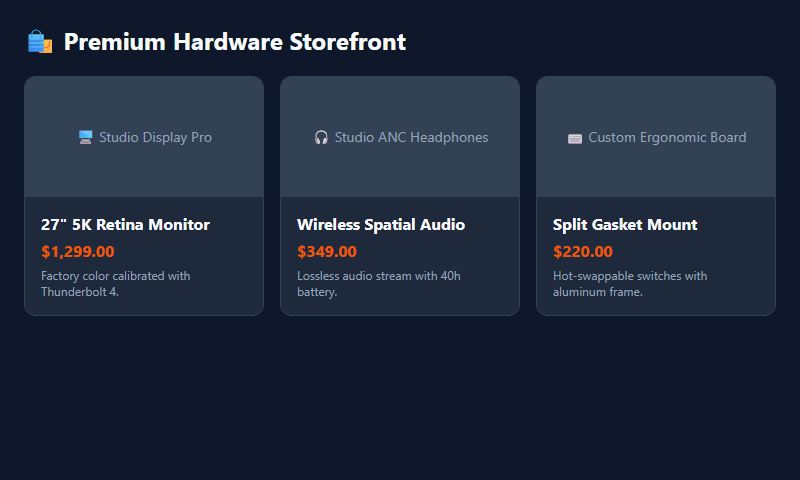 🛍️ Premium Hardware Storefront
🖥️ Studio Display Pro
🎧 Studio ANC Headphones
⌨️ Custom Ergonomic Board
27" 5K Retina Monitor
$1,299.00
Factory color calibrated with
Thunderbolt 4.
Wireless Spatial Audio
$349.00
Lossless audio stream with 40h
battery.
Split Gasket Mount
$220.00
Hot-swappable switches with
aluminum frame.